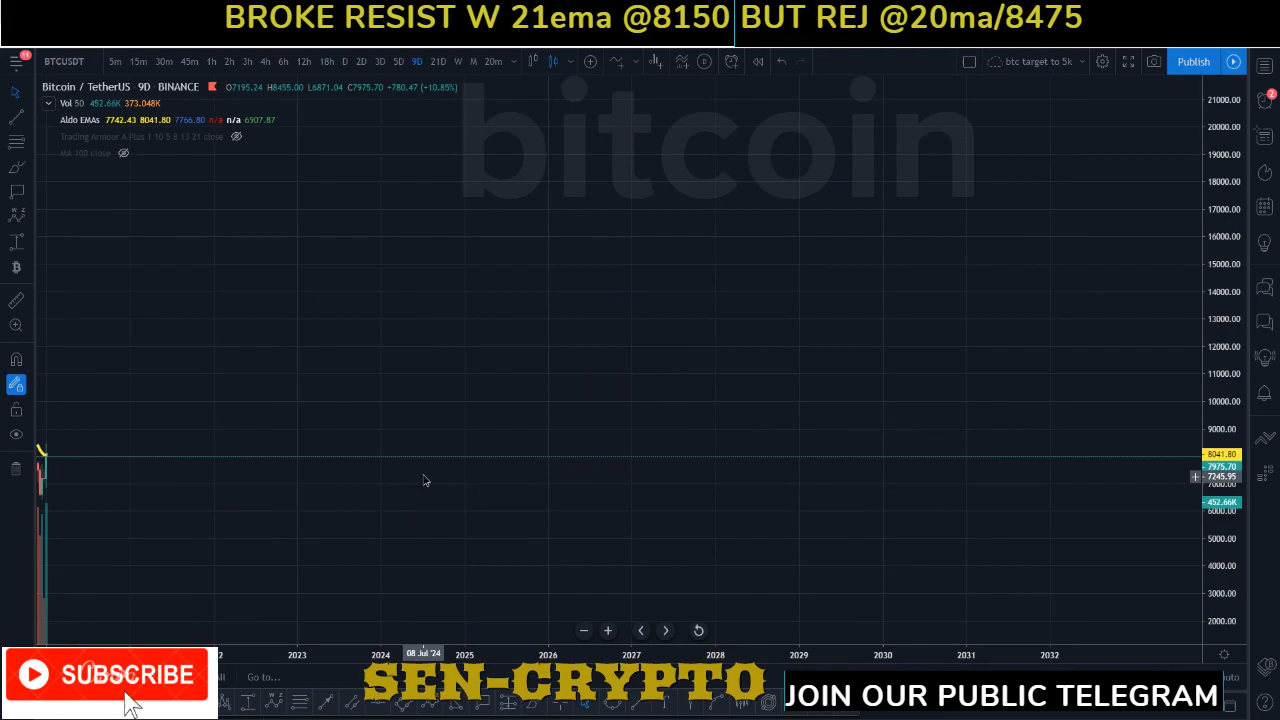 BROKE RESIST W 21ema @8150 BUT REJ @20ma/8475
11
BTCUSDT 5m 15m 30m 45m 1h 2h 3h 4h 6h 12h 18h D 2D 3D 5D 9D 21D W M 20m btc target to 5k Publish
Bitcoin / TetherUS 9D BINANCE O7195.24 H8455.00 L6871.04 C7975.70 +780.47 (+10.85%)
Vol 50 452.66K 373.048K
Aldo EMAs 7742.43 8041.80 7766.80 n/a n/a 6907.87
Trading Armour A Plus 1 10 5 8 13 21 close
MA 100 close
bitcoin
2
21000.00
20000.00
19000.00
18000.00
17000.00
16000.00
15000.00
14000.00
13000.00
12000.00
11000.00
10000.00
9000.00
8041.80
7975.70
7245.95
7000.00
452.66K
6000.00
5000.00
4000.00
3000.00
2000.00
2023 2024 08 Jul '24 2025 2026 2027 2028 2029 2030 2031 2032
SUBSCRIBE
All Go to...
auto
SEN-CRYPTO
JOIN OUR PUBLIC TELEGRAM